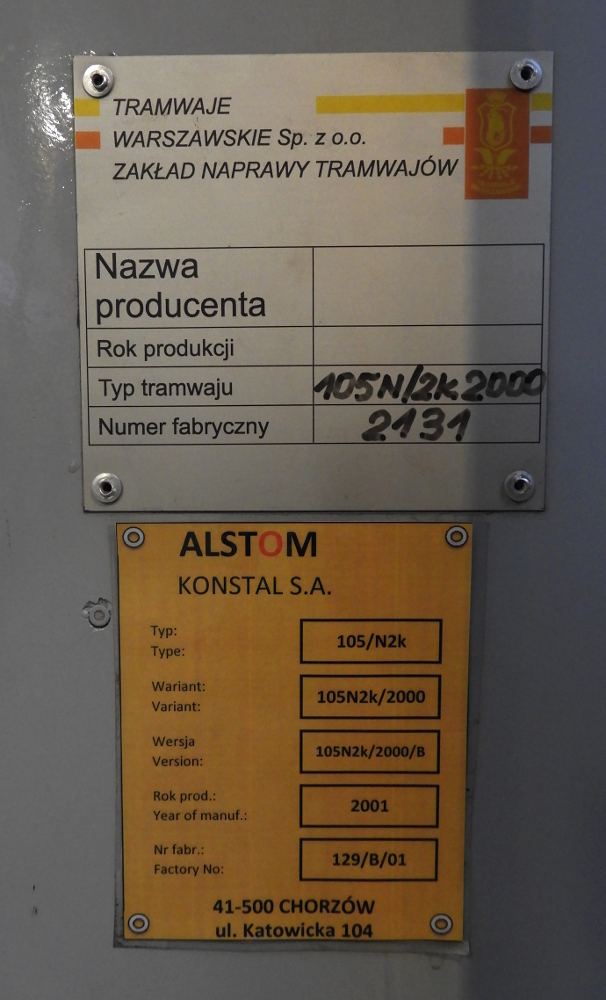 TRAMWAJE
WARSZAWSKIE Sp. z o.o.
ZAKŁAD NAPRAWY TRAMWAJÓW
Nazwa
producenta
Rok produkcji
Typ tramwaju 105N/2k2000
Numer fabryczny 2131
ALSTOM
KONSTAL S.A.
Typ:
Type: 105/N2k
Wariant:
Variant: 105N2k/2000
Wersja
Version: 105N2k/2000/B
Rok prod.:
Year of manuf.: 2001
Nr fabr.:
Factory No: 129/B/01
41-500 CHORZÓW
ul. Katowicka 104